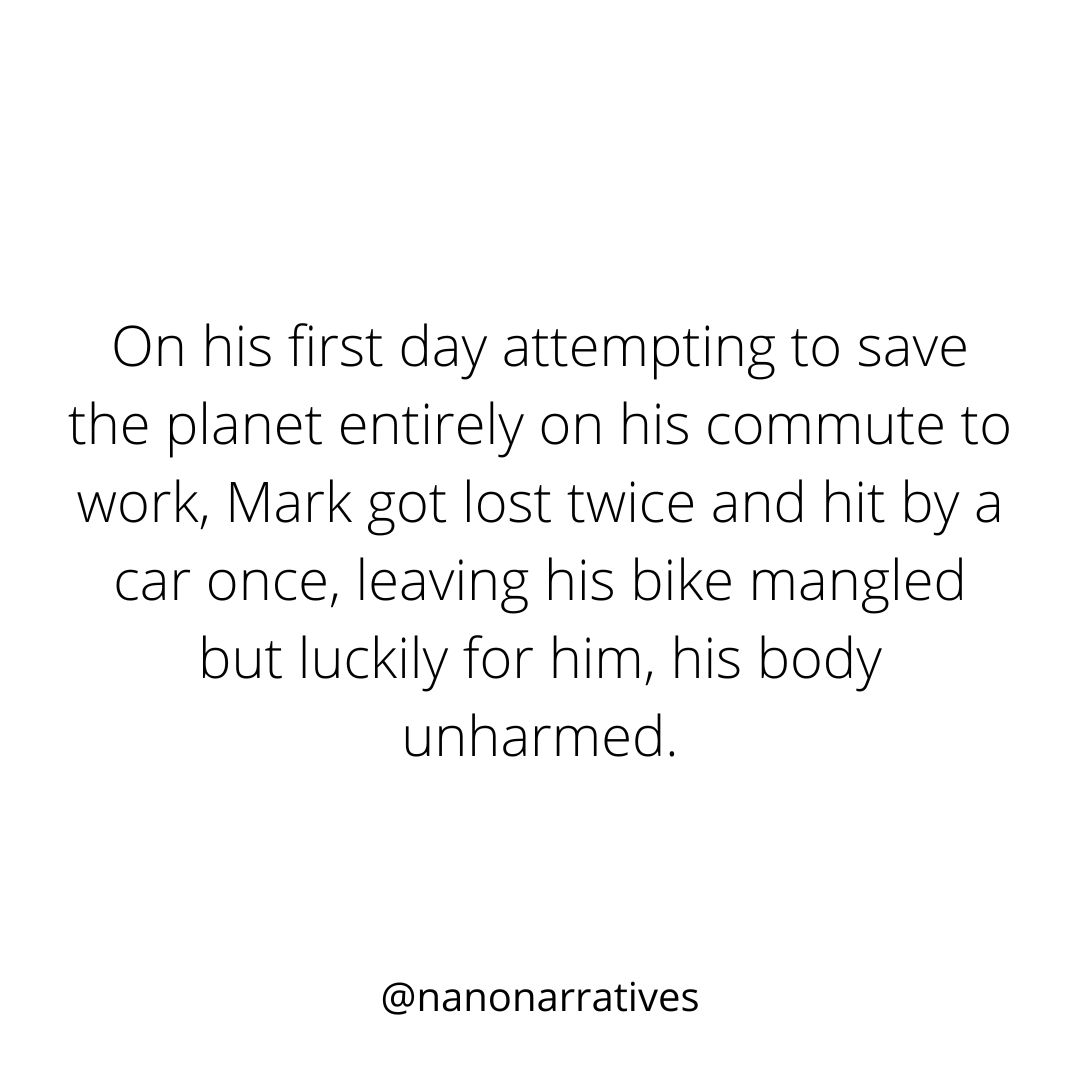 On his first day attempting to save
the planet entirely on his commute to
work, Mark got lost twice and hit by a
car once, leaving his bike mangled
but luckily for him, his body
unharmed.
@nanonarratives